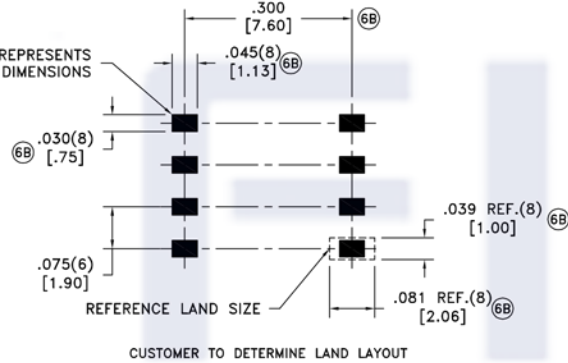 .300
[7.60]
6B
REPRESENTS
DIMENSIONS
.045(8)
[1.13]
6B
6B
.030(8)
[.75]
.039 REF.(8)
[1.00]
6B
.075(6)
[1.90]
REFERENCE LAND SIZE
.081 REF.(8)
[2.06]
6B
CUSTOMER TO DETERMINE LAND LAYOUT